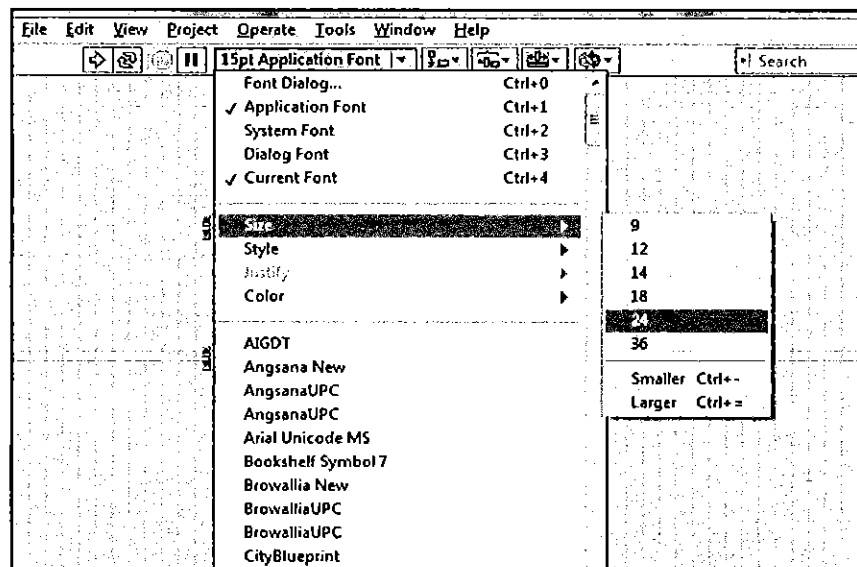 File Edit View Project Operate Tools Window Help
15pt Application Font Search
Font Dialog... Ctrl+0
✓ Application Font Ctrl+1
System Font Ctrl+2
Dialog Font Ctrl+3
✓ Current Font Ctrl+4
Size
Style
Justify
Color
9
12
14
18
24
36
Smaller Ctrl+-
Larger Ctrl+=
AIGDT
Angsana New
AngsanaUPC
AngsanaUPC
Arial Unicode MS
Bookshelf Symbol 7
Browallia New
BrowalliaUPC
BrowalliaUPC
CityBlueprint